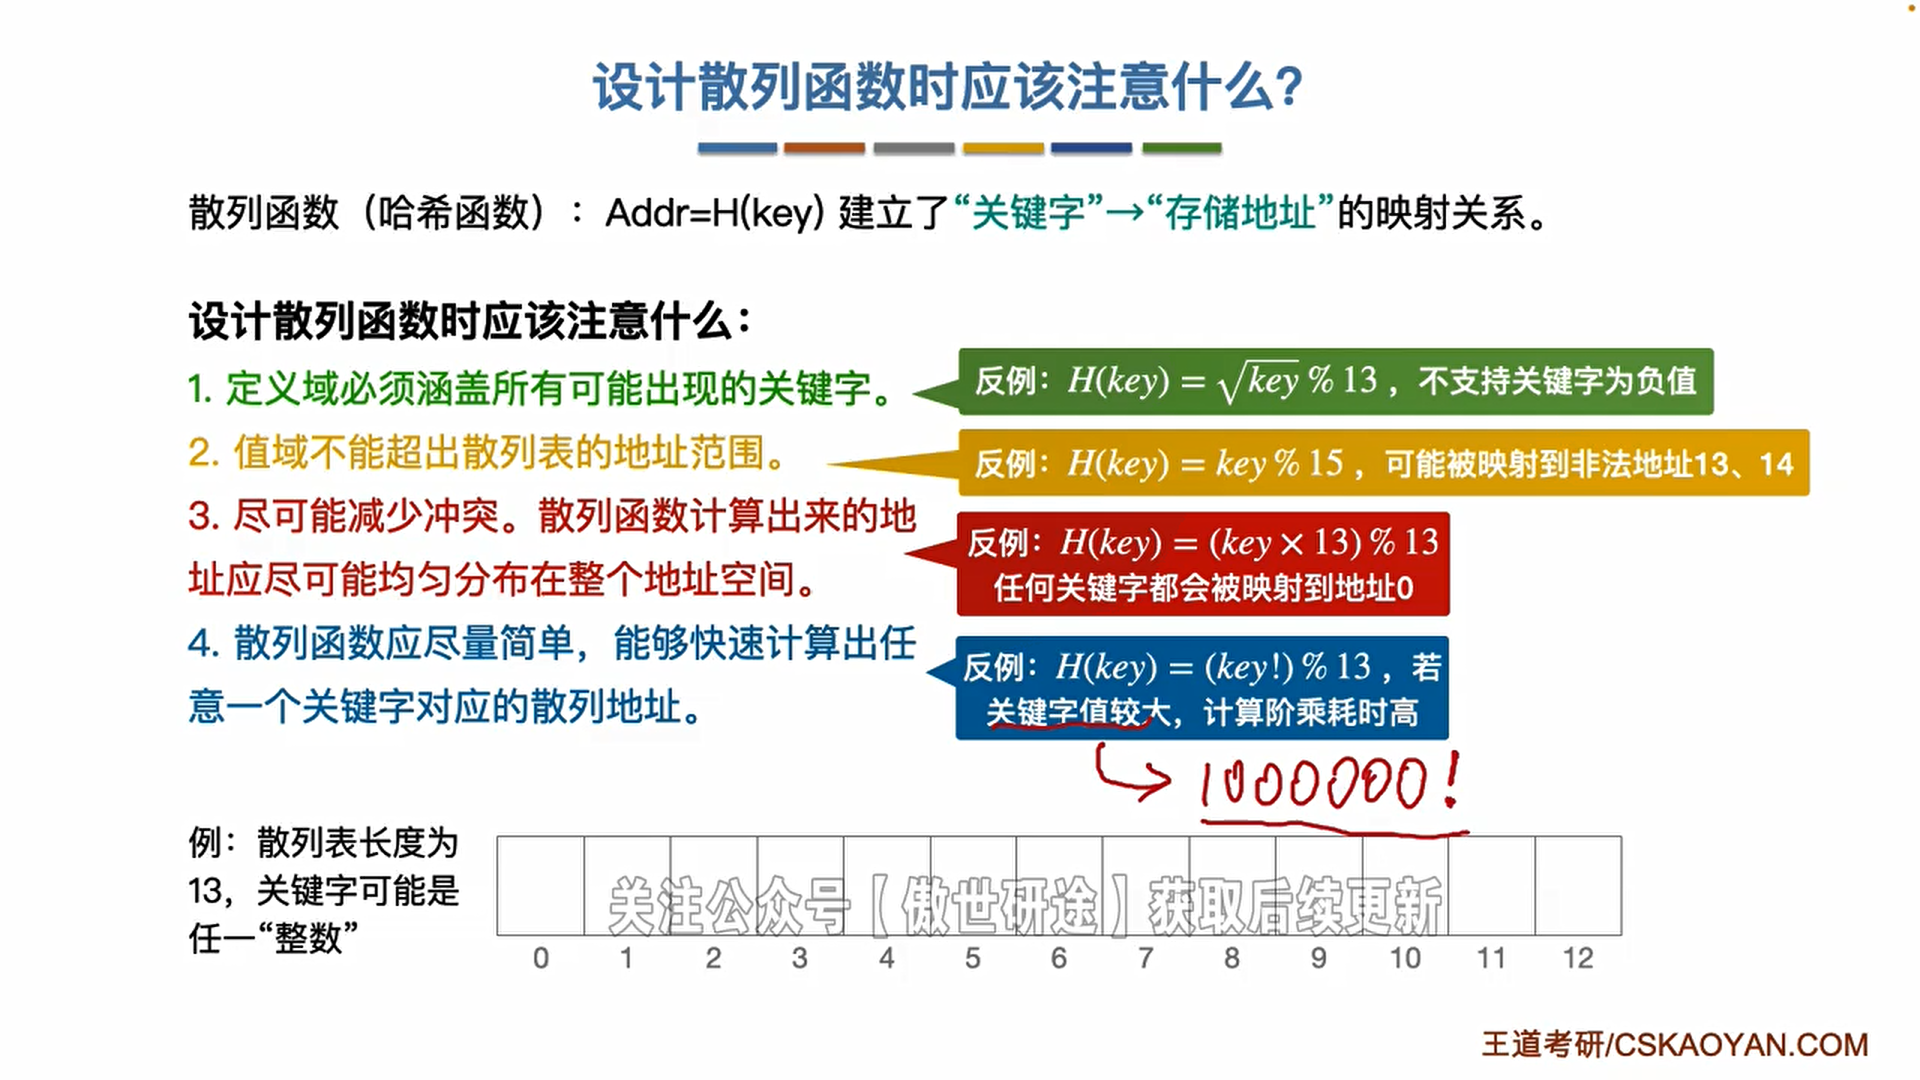 设计散列函数时应该注意什么?
散列函数（哈希函数）：Addr=H(key) 建立了“关键字”→“存储地址”的映射关系。
设计散列函数时应该注意什么：
1. 定义域必须涵盖所有可能出现的关键字。
反例：H(key) = √key % 13，不支持关键字为负值
2. 值域不能超出散列表的地址范围。
反例：H(key) = key % 15，可能被映射到非法地址13、14
3. 尽可能减少冲突。散列函数计算出来的地
址应尽可能均匀分布在整个地址空间。
反例：H(key) = (key × 13) % 13
任何关键字都会被映射到地址0
4. 散列函数应尽量简单，能够快速计算出任
意一个关键字对应的散列地址。
反例：H(key) = (key!) % 13，若
关键字值较大，计算阶乘耗时高
1000000!
例：散列表长度为
13，关键字可能是
任一“整数”
关注公众号【傲世研途】获取后续更新
0 1 2 3 4 5 6 7 8 9 10 11 12
王道考研/CSKAOYAN.COM